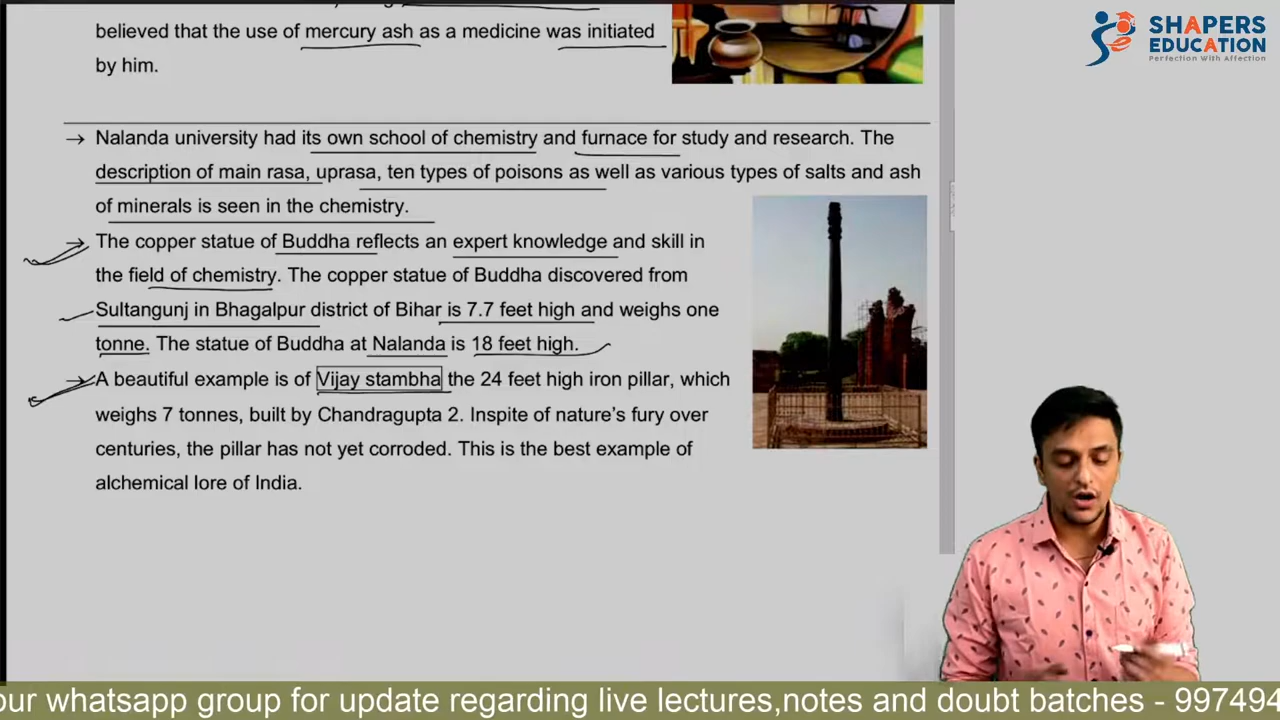 believed that the use of mercury ash as a medicine was initiated
by him.
SHAPERS
EDUCATION
Perfection With Affection
→ Nalanda university had its own school of chemistry and furnace for study and research. The
description of main rasa, uprasa, ten types of poisons as well as various types of salts and ash
of minerals is seen in the chemistry.
→ The copper statue of Buddha reflects an expert knowledge and skill in
the field of chemistry. The copper statue of Buddha discovered from
Sultangunj in Bhagalpur district of Bihar is 7.7 feet high and weighs one
tonne. The statue of Buddha at Nalanda is 18 feet high.
→ A beautiful example is of Vijay stambha the 24 feet high iron pillar, which
weighs 7 tonnes, built by Chandragupta 2. Inspite of nature's fury over
centuries, the pillar has not yet corroded. This is the best example of
alchemical lore of India.
our whatsapp group for update regarding live lectures,notes and doubt batches - 997494